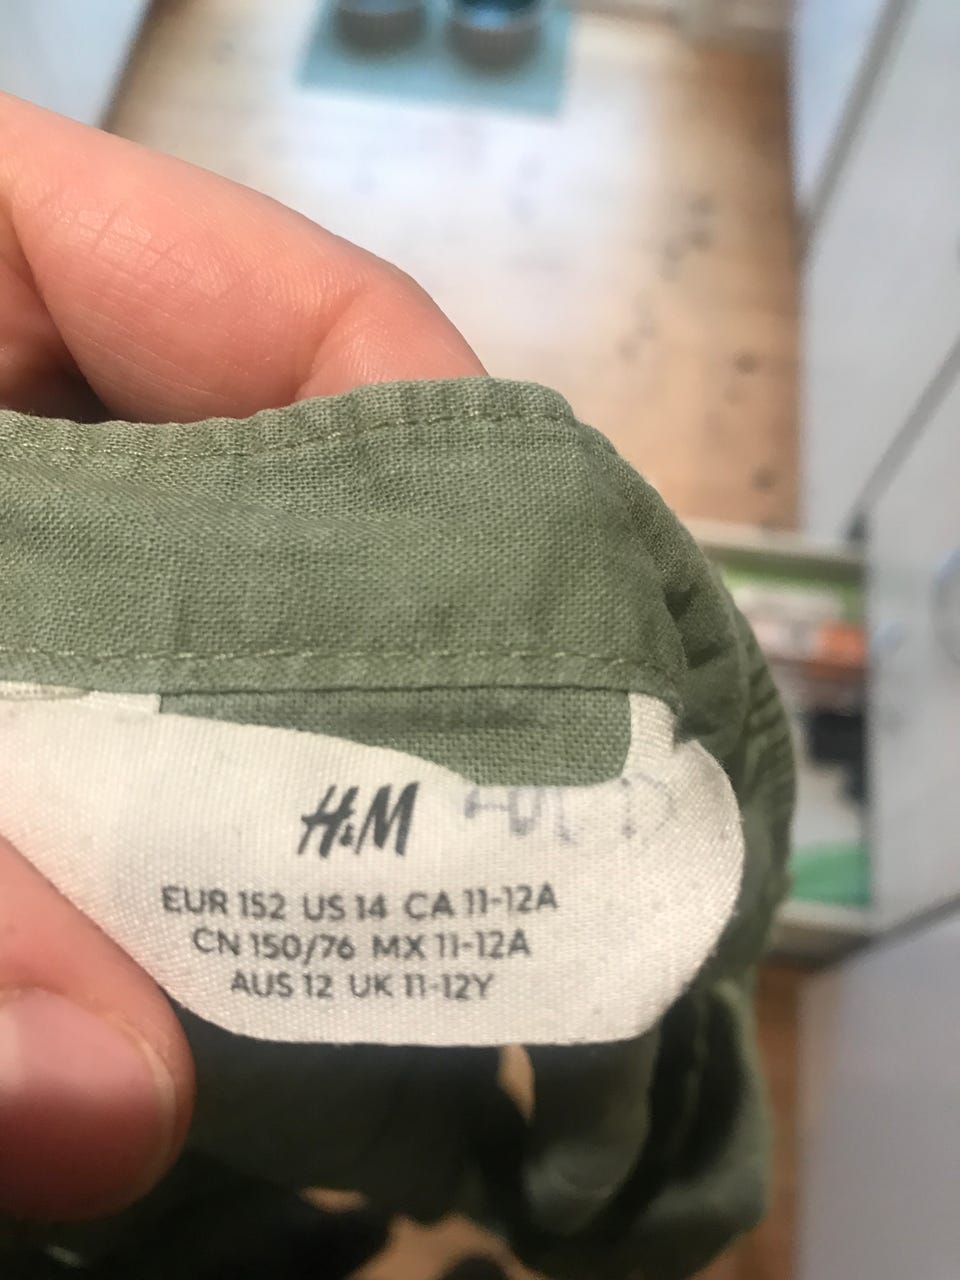 H&M
EUR 152 US 14 CA 11-12A
CN 150/76 MX 11-12A
AUS 12 UK 11-12Y